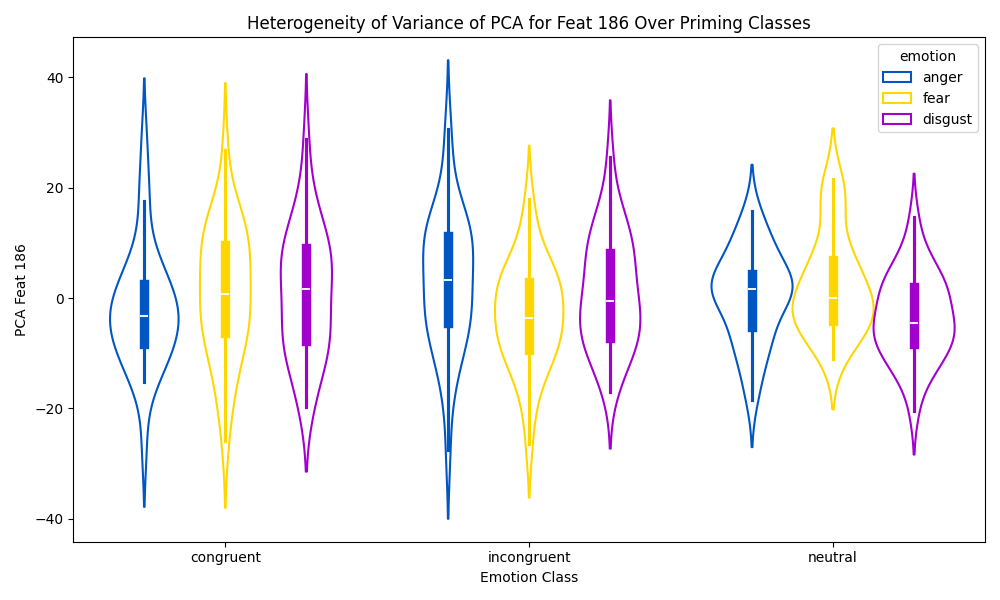 Heterogeneity of Variance of PCA for Feat 186 Over Priming Classes
emotion
anger
fear
disgust
PCA Feat 186
40
20
0
−20
−40
congruent
incongruent
neutral
Emotion Class